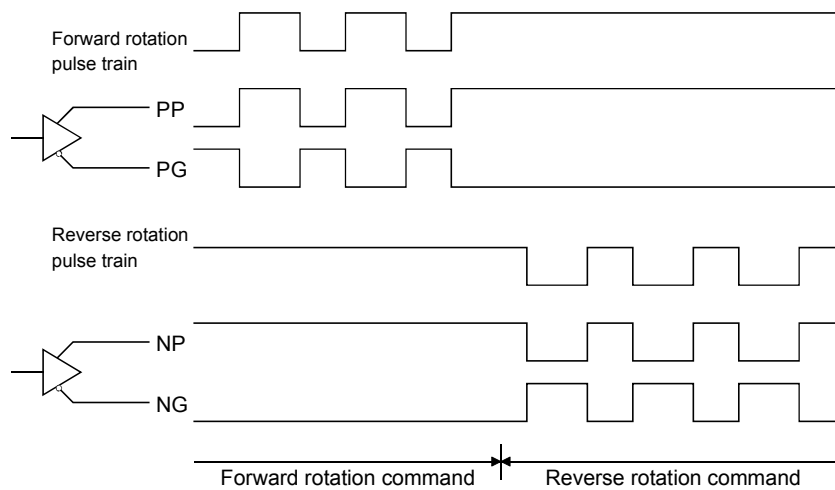 Forward rotation
pulse train
PP
PG
Reverse rotation
pulse train
NP
NG
Forward rotation command
Reverse rotation command